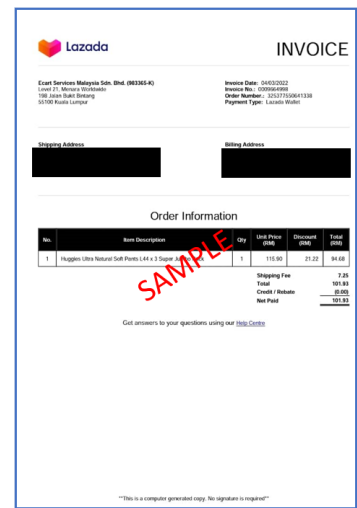 Lazada
INVOICE
Ecart Services Malaysia Sdn. Bhd. (983365-K)
Level 21, Menara Worldwide
198 Jalan Bukit Bintang
55100 Kuala Lumpur
Invoice Date: 04/03/2022
Invoice No.: 0009664998
Order Number.: 325377550641338
Payment Type: Lazada Wallet
Shipping Address
Billing Address
Order Information
No. Item Description Qty Unit Price (RM) Discount (RM) Total (RM)
1 Huggies Ultra Natural Soft Pants L44 x 3 Super 1 115.90 21.22 94.68
SAMPLE
Shipping Fee 7.25
Total 101.93
Credit / Rebate (0.00)
Net Paid 101.93
Get answers to your questions using our Help Centre
**This is a computer generated copy. No signature is required**